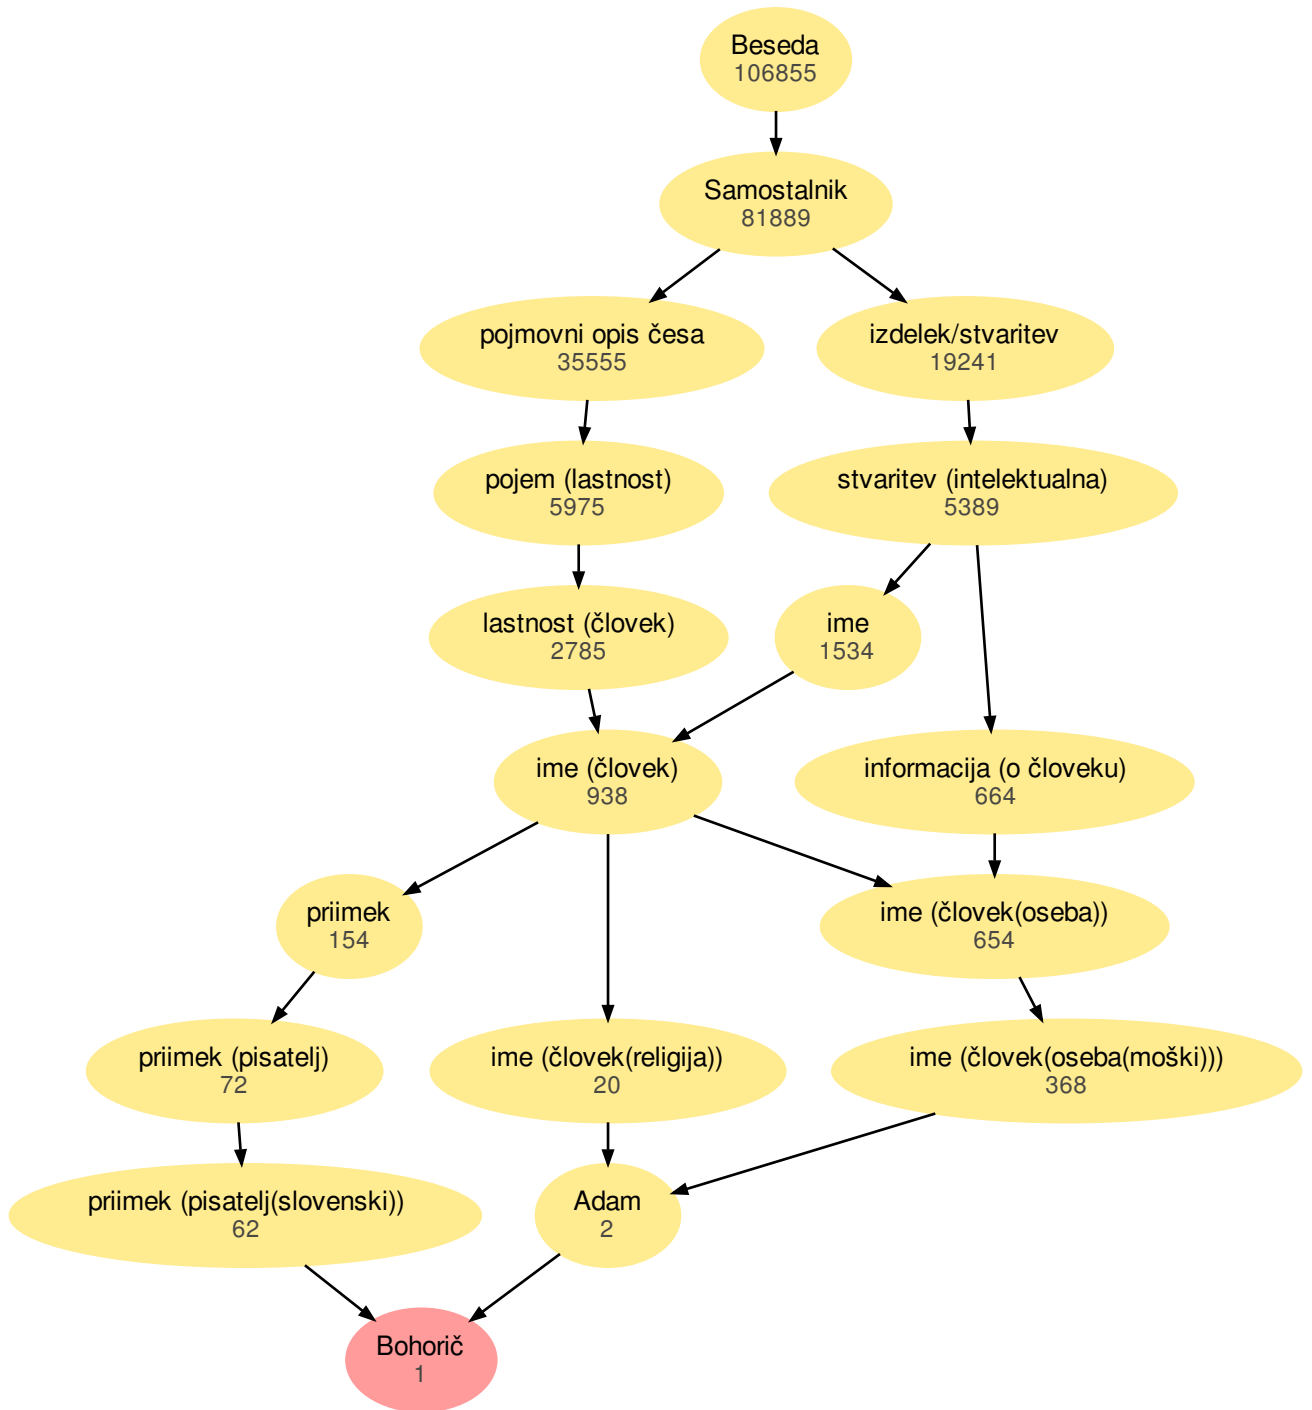 Beseda
106855
Samostalnik
81889
pojmovni opis česa
35555
izdelek/stvaritev
19241
pojem (lastnost)
5975
stvaritev (intelektualna)
5389
lastnost (človek)
2785
ime
1534
ime (človek)
938
informacija (o človeku)
664
priimek
154
ime (človek(oseba))
654
priimek (pisatelj)
72
ime (človek(religija))
20
ime (človek(oseba(moški)))
368
priimek (pisatelj(slovenski))
62
Adam
2
Bohorič
1